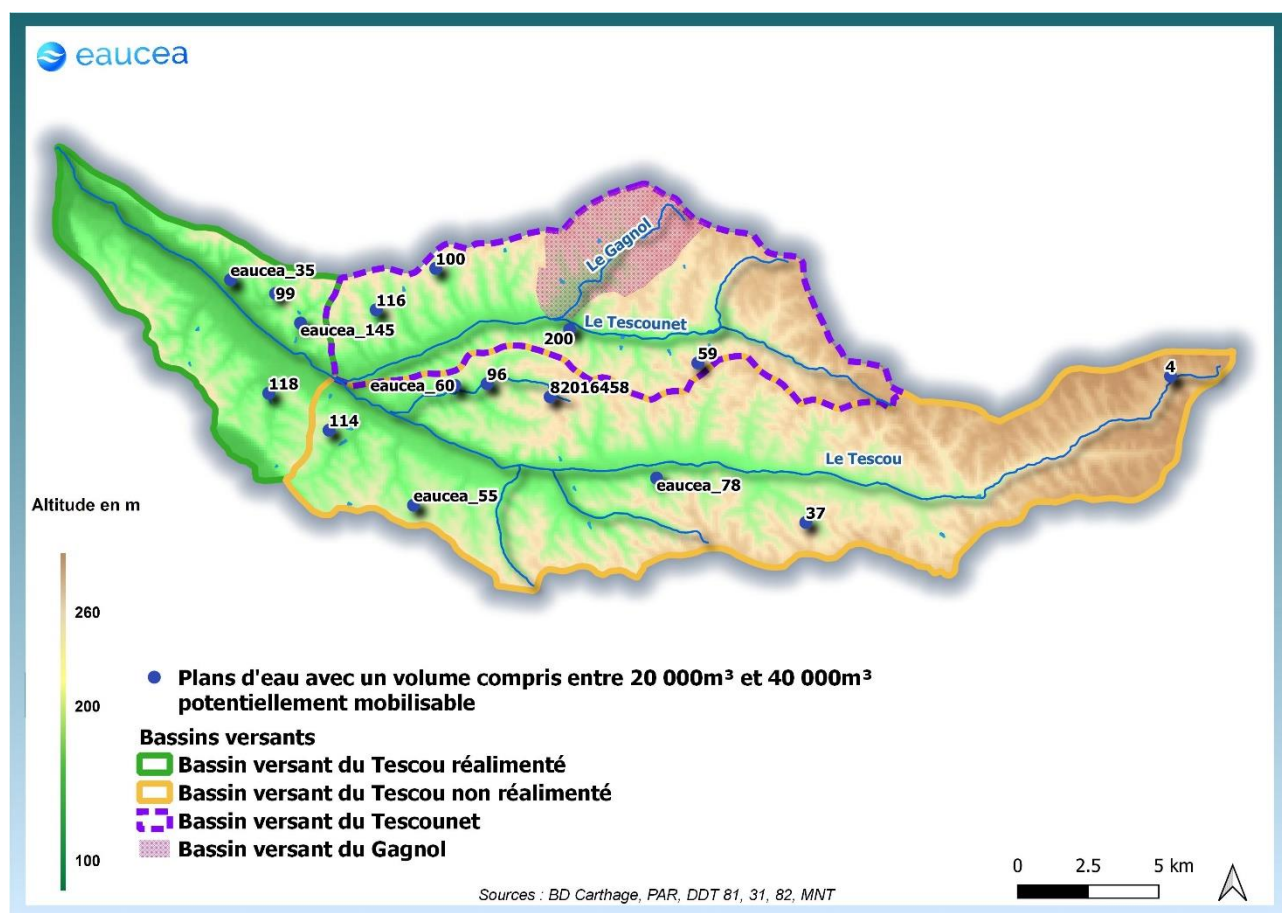 eaucea
eaucea_35
99
eaucea_145
100
116
Le Gagnol
Le Tescounet
200
59
4
118
114
eaucea_60
96
82016458
Le Tescou
eaucea_55
eaucea_78
37
Altitude en m
260
200
100
Plans d'eau avec un volume compris entre 20 000m³ et 40 000m³
potentiellement mobilisable
Bassins versants
Bassin versant du Tescou réalimenté
Bassin versant du Tescou non réalimenté
Bassin versant du Tescounet
Bassin versant du Gagnol
0 2.5 5 km
Sources : BD Carthage, PAR, DDT 81, 31, 82, MNT